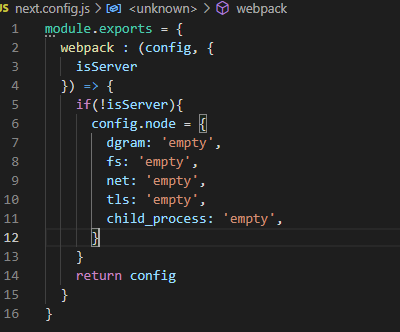 next.config.js > <unknown> > webpack
1 module.exports = {
2   webpack : (config, {
3     isServer
4   }) => {
5     if(!isServer){
6       config.node = {
7         dgram: 'empty',
8         fs: 'empty',
9         net: 'empty',
10         tls: 'empty',
11         child_process: 'empty',
12       }
13     }
14     return config
15   }
16 }